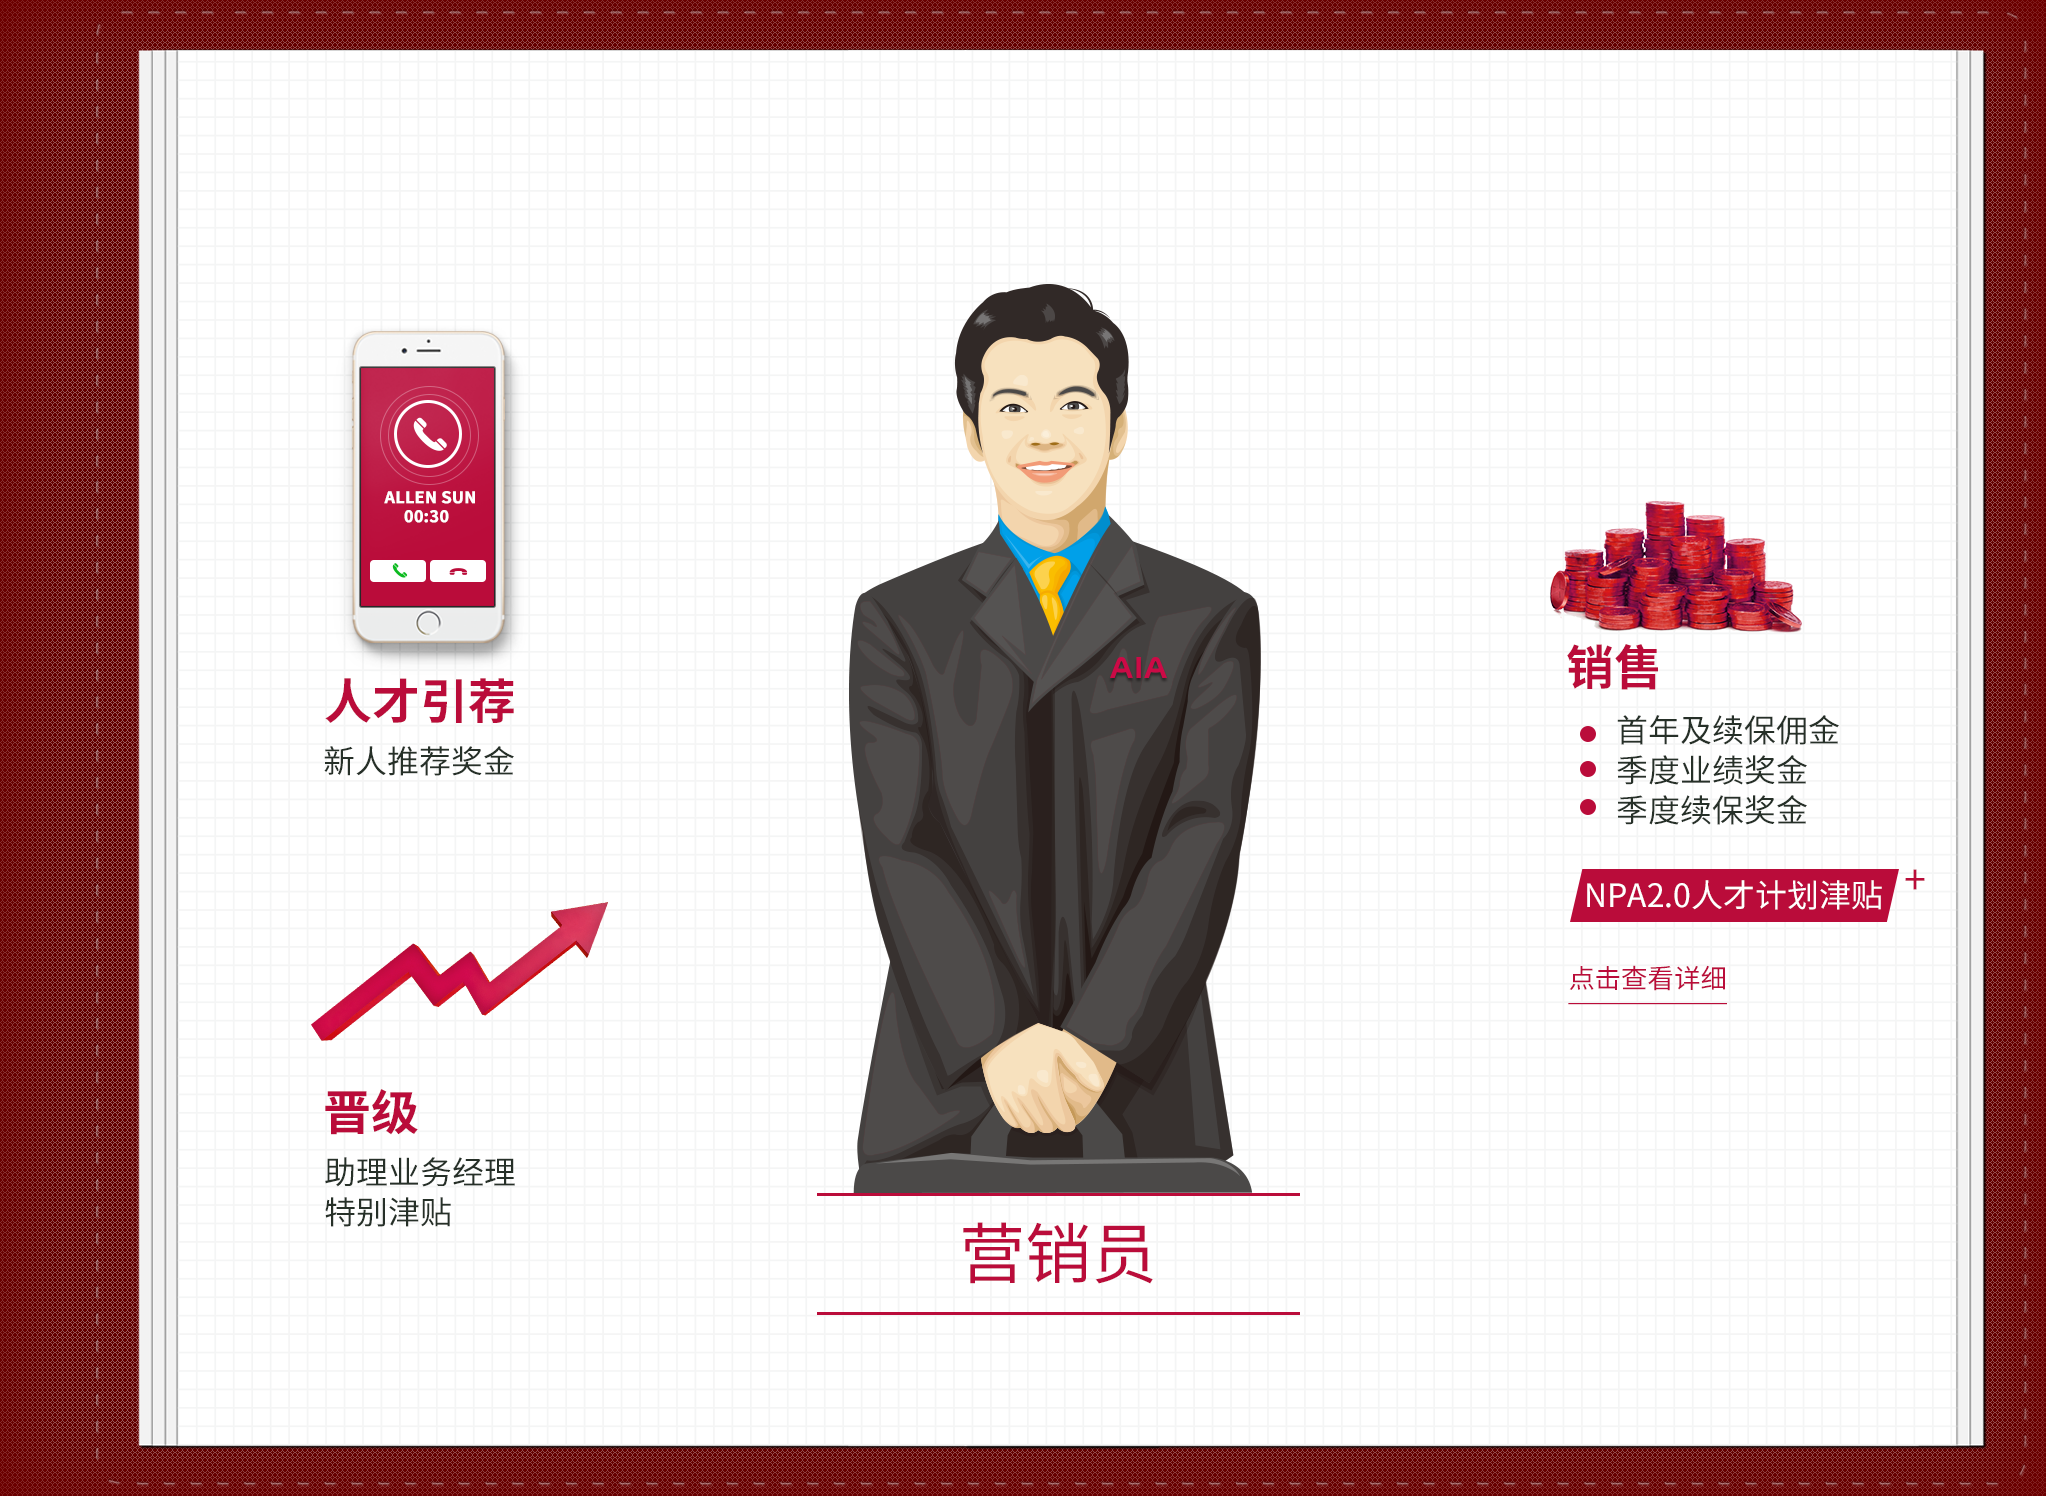 ALLEN SUN
00:30
人才引荐
新人推荐奖金
晋级
助理业务经理
特别津贴
AIA
营销员
销售
首年及续保佣金
季度业绩奖金
季度续保奖金
NPA2.0人才计划津贴
+
点击查看详细